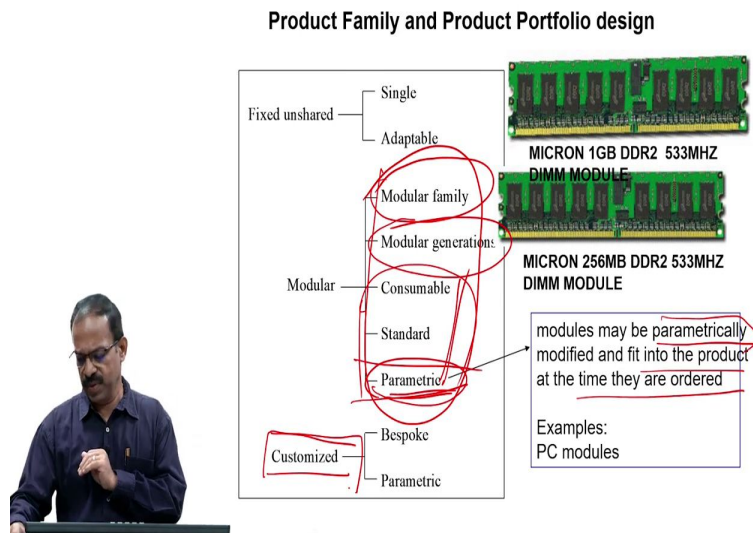 Product Family and Product Portfolio design
Single
Fixed unshared
Adaptable
Modular family
Modular generations
Modular
Consumable
Standard
Parametric
Bespoke
Customized
Parametric
MICRON 1GB DDR2 533MHZ
DIMM MODULE
MICRON 256MB DDR2 533MHZ
DIMM MODULE
modules may be parametrically
modified and fit into the product
at the time they are ordered
Examples:
PC modules